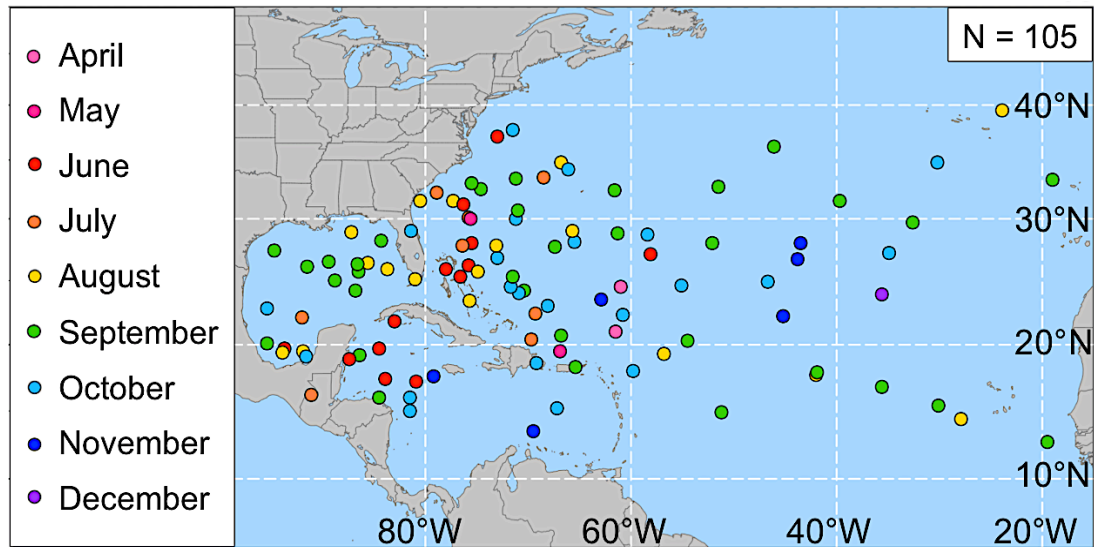 April
May
June
July
August
September
October
November
December
N = 105
40°N
30°N
20°N
10°N
80°W
60°W
40°W
20°W